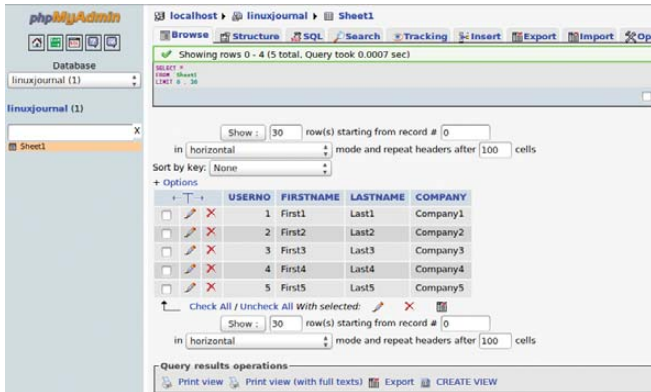 phpMyAdmin
Database
linuxjournal (1)
linuxjournal (1)
X
Sheet1
localhost linuxjournal Sheet1
Browse Structure SQL Search Tracking Insert Export Import Op
Showing rows 0 - 4 (5 total, Query took 0.0007 sec)
SELECT *
FROM Sheet1
LIMIT 0 , 30
Show : 30 row(s) starting from record # 0
in horizontal mode and repeat headers after 100 cells
Sort by key: None
+ Options
←T→ USERNO FIRSTNAME LASTNAME COMPANY
1 First1 Last1 Company1
2 First2 Last2 Company2
3 First3 Last3 Company3
4 First4 Last4 Company4
5 First5 Last5 Company5
Check All / Uncheck All With selected:
Show : 30 row(s) starting from record # 0
in horizontal mode and repeat headers after 100 cells
Query results operations
Print view Print view (with full texts) Export CREATE VIEW